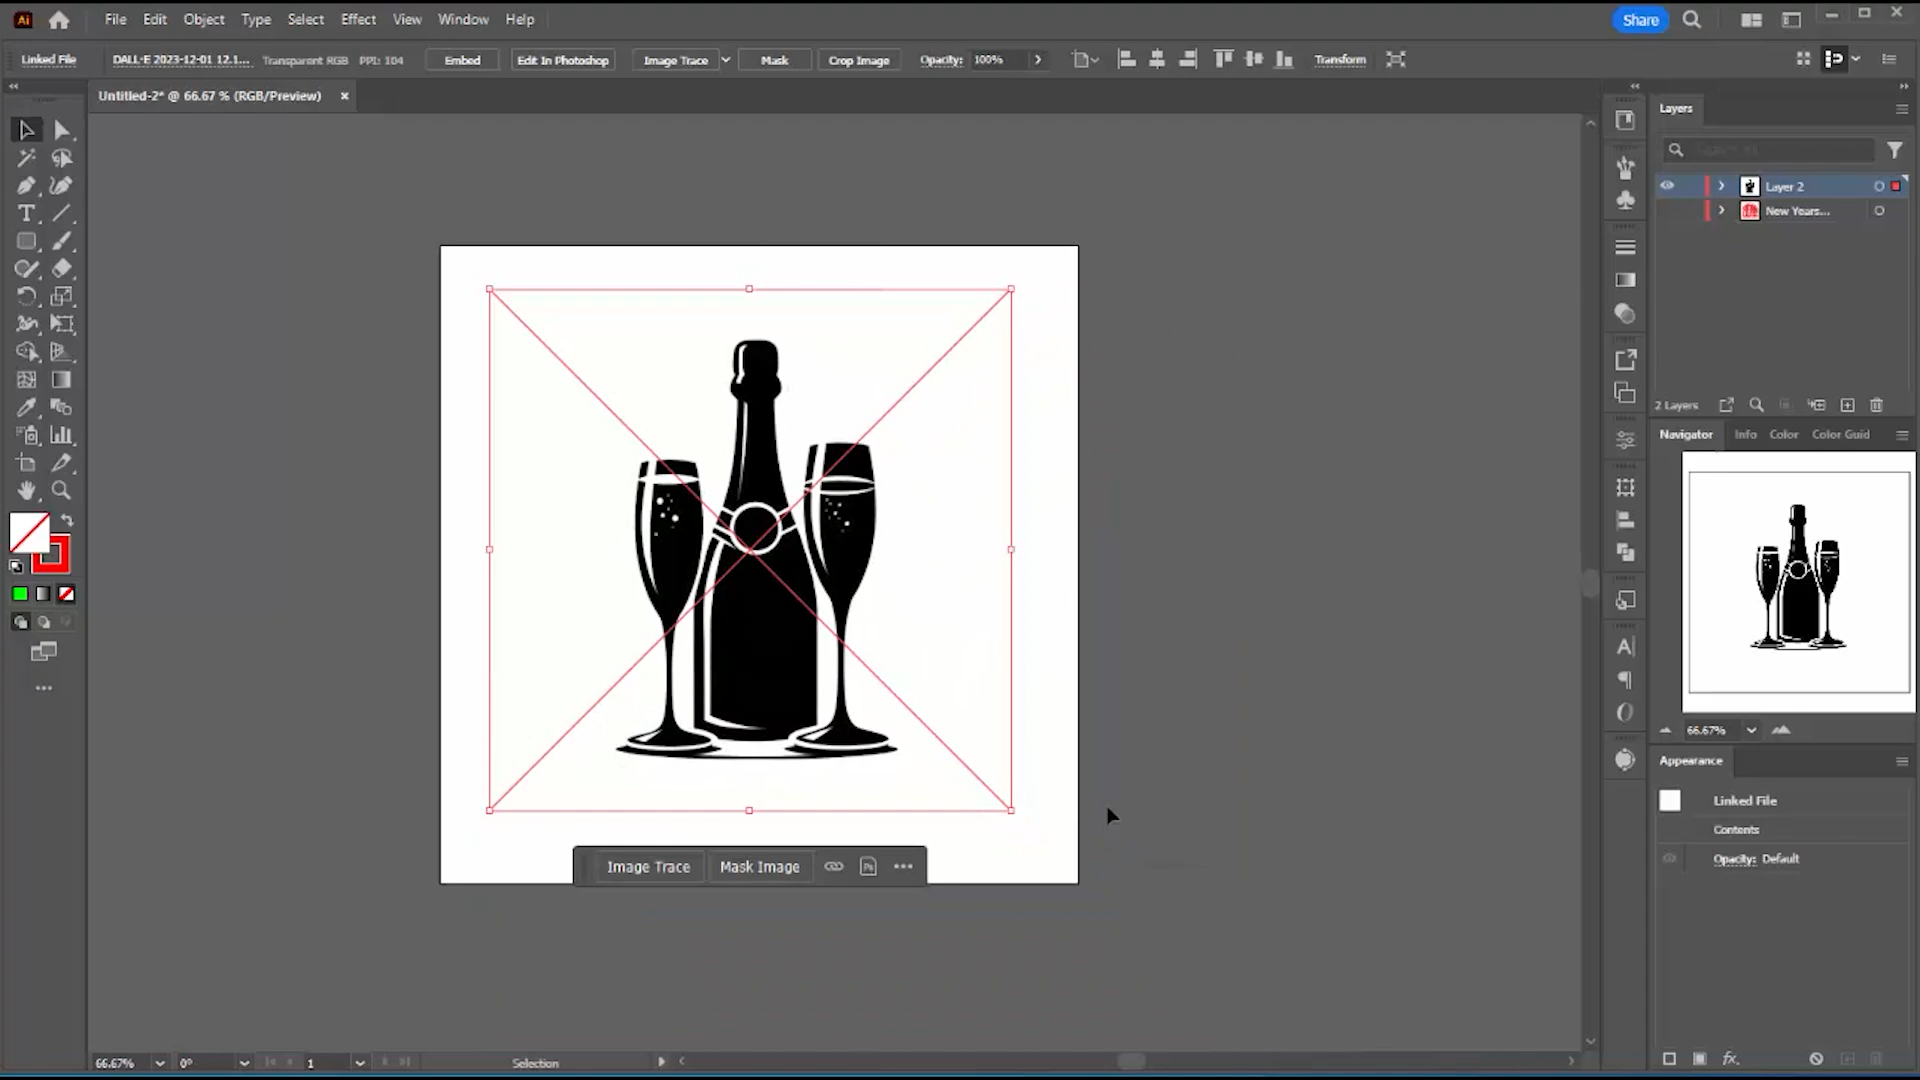 Ai File Edit Object Type Select Effect View Window Help Share
Linked File DALL·E 2023-12-01 12.1... Transparent RGB PPI: 104 Embed Edit In Photoshop Image Trace Mask Crop Image Opacity: 100% Transform
Untitled-2* @ 66.67 % (RGB/Preview) ×
Layers
Layer 2
New Years...
2 Layers
Navigator Info Color Color Guid
66.67%
Appearance
Linked File
Contents
Opacity: Default
Image Trace Mask Image
66.67% 0° 1 Selection